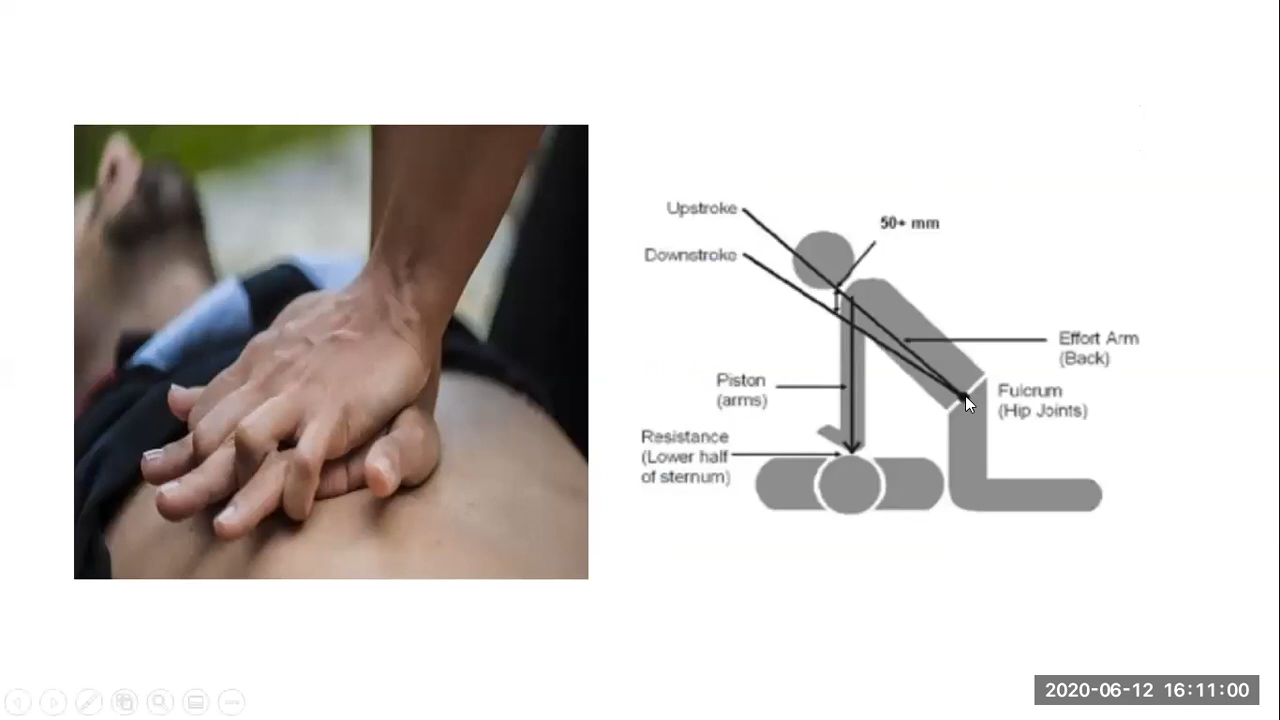 Upstroke
50+ mm
Downstroke
Effort Arm
(Back)
Piston
(arms)
Fulcrum
(Hip Joints)
Resistance
(Lower half
of sternum)
2020-06-12 16:11:00